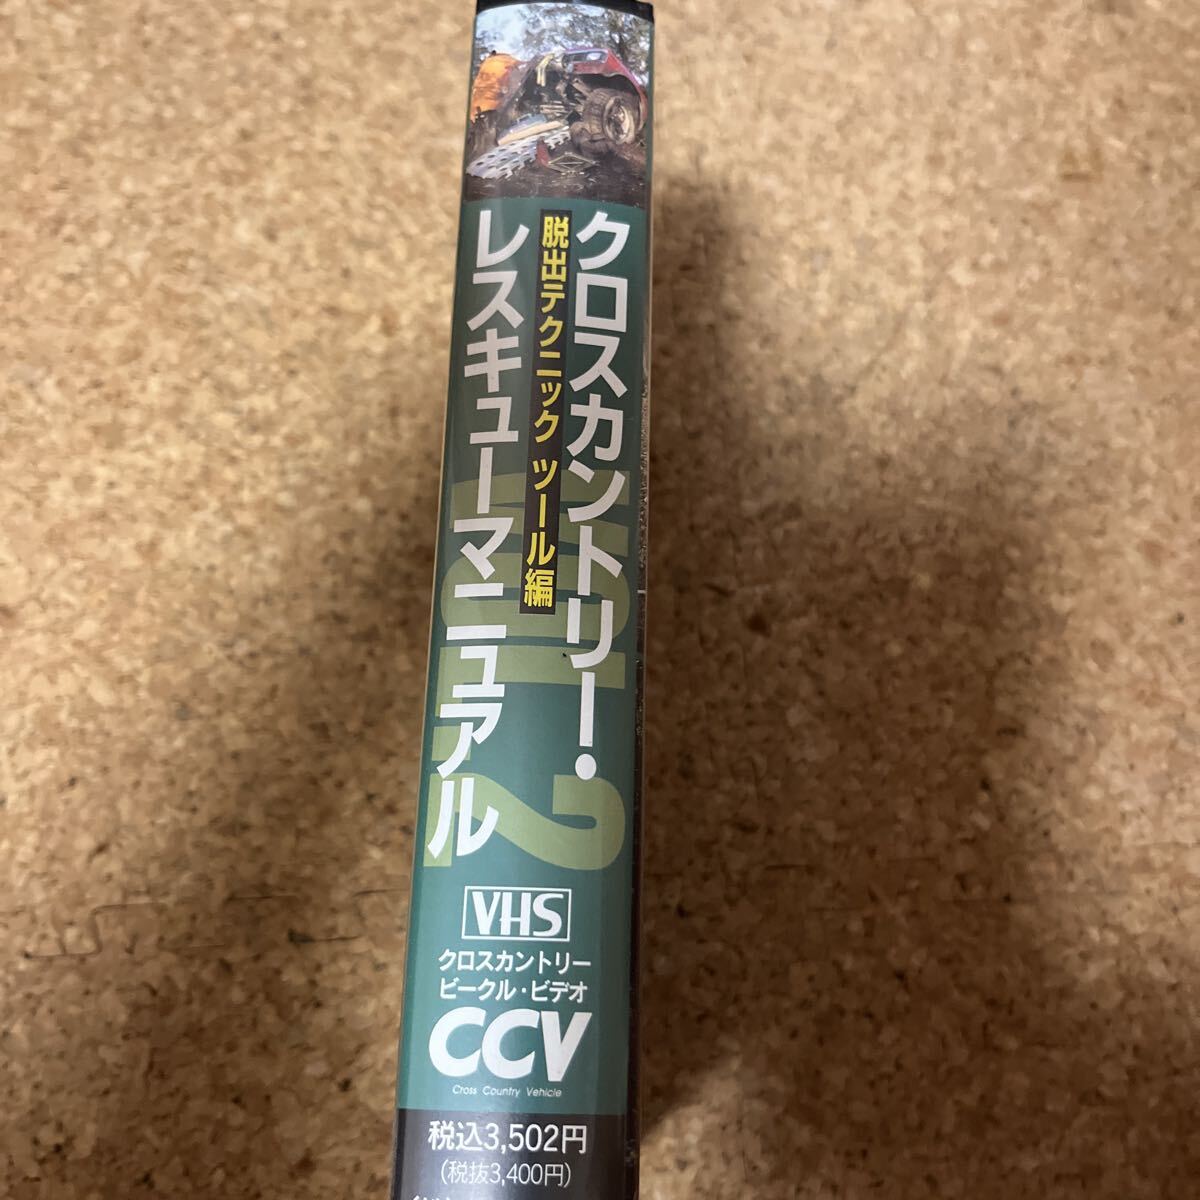 クロスカントリー・
脱出テクニック ツール編
レスキューマニュアル
Vol.2
VHS
クロスカントリー
ビークル・ビデオ
CCV
Cross Country Vehicle
税込3,502円
(税抜3,400円)